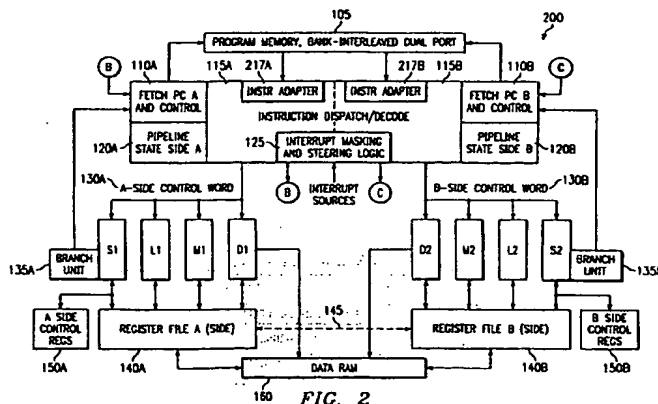 105
200
PROGRAM MEMORY, BANK-INTERLEAVED DUAL PORT
B
110A
115A
217A
217B
115B
110B
C
FETCH PC A AND CONTROL
INSTR ADAPTER
INSTR ADAPTER
FETCH PC B AND CONTROL
INSTRUCTION DISPATCH/DECODE
120A
PIPELINE STATE SIDE A
125
INTERRUPT MASKING AND STEERING LOGIC
PIPELINE STATE SIDE B
120B
130A
A-SIDE CONTROL WORD
B
INTERRUPT SOURCES
C
B-SIDE CONTROL WORD
130B
135A
BRANCH UNIT
S1
L1
M1
D1
D2
M2
L2
S2
BRANCH UNIT
135B
A SIDE CONTROL REGS
REGISTER FILE A (SIDE)
145
REGISTER FILE B (SIDE)
B SIDE CONTROL REGS
150A
140A
DATA RAM
140B
150B
160
FIG. 2